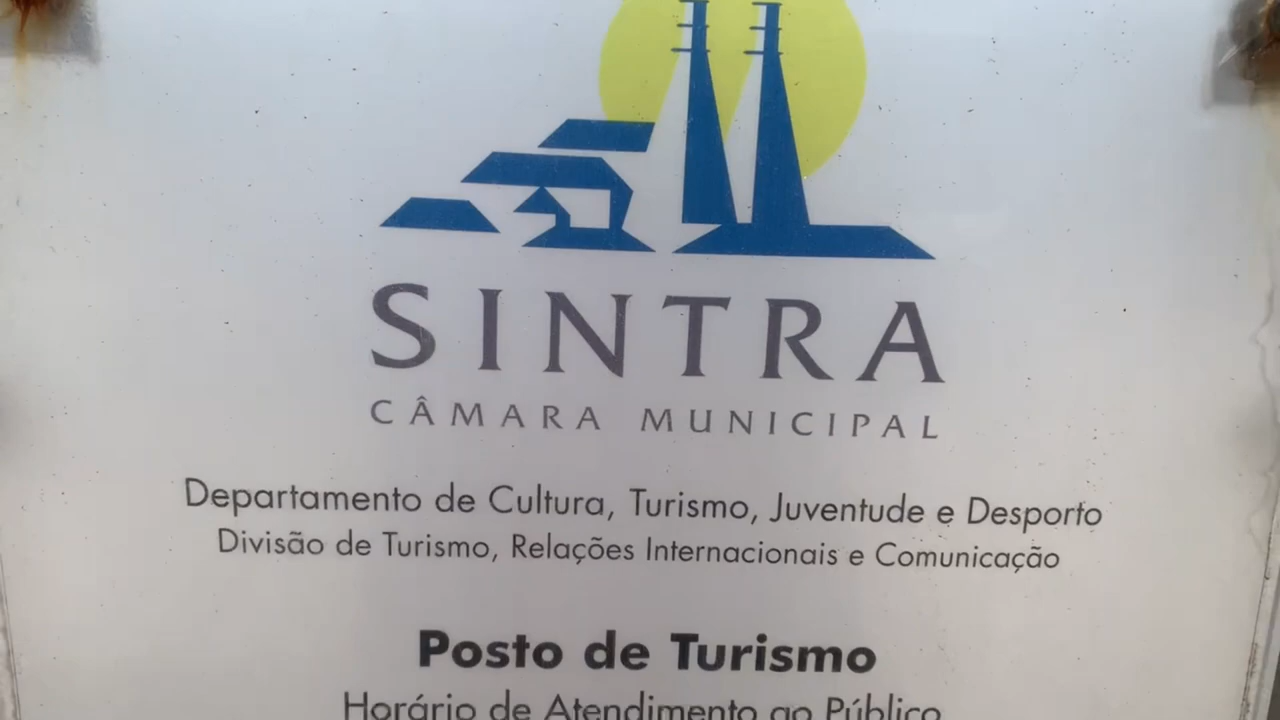 SINTRA
CÂMARA MUNICIPAL
Departamento de Cultura, Turismo, Juventude e Desporto
Divisão de Turismo, Relações Internacionais e Comunicação
Posto de Turismo
Horário de Atendimento ao Público